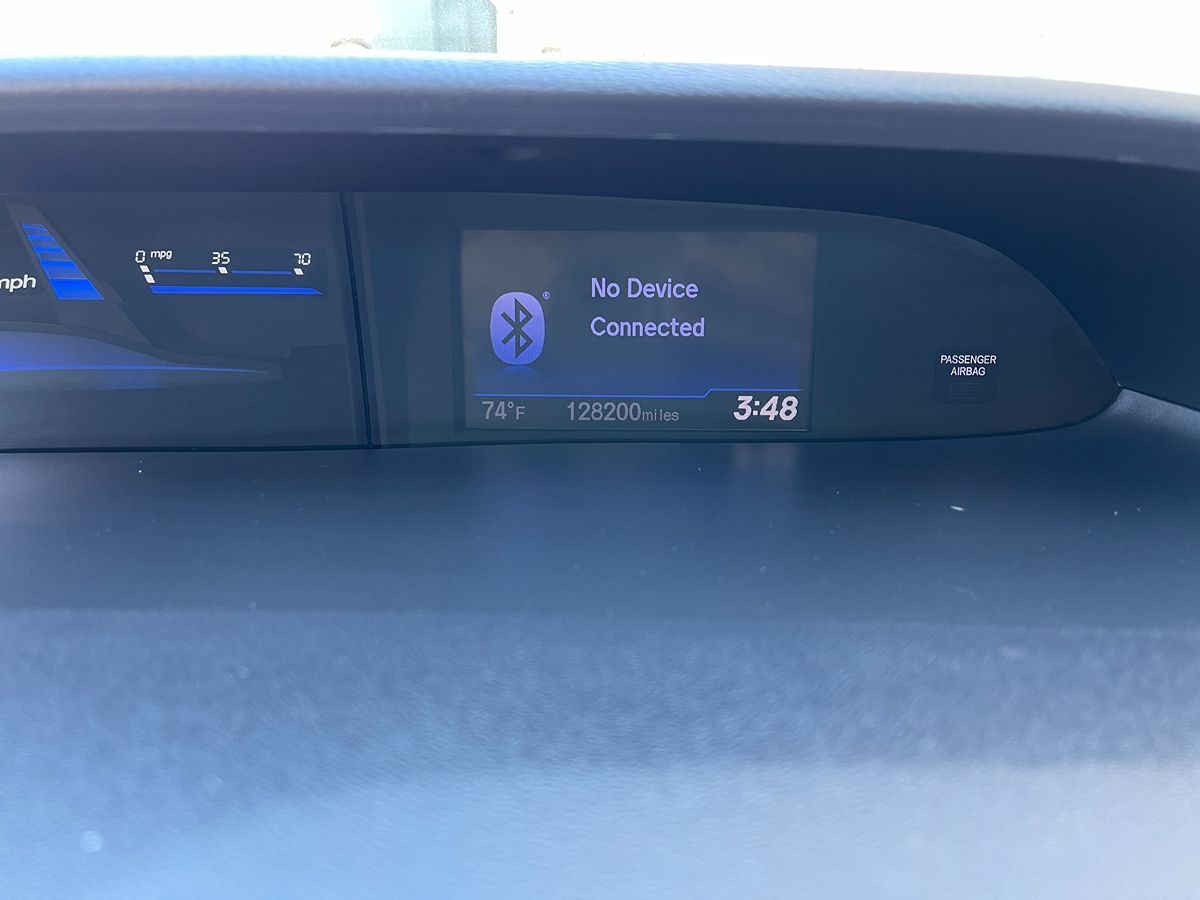 mph
0 mpg 35 70
No Device
Connected
74°F 128200miles 3:48
PASSENGER
AIRBAG